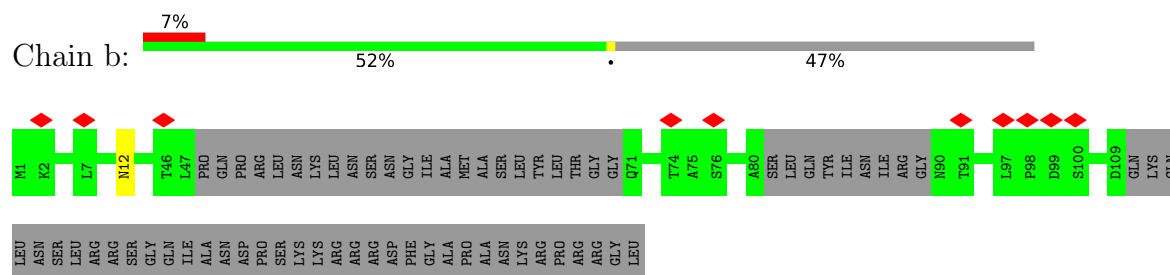 7%
Chain b:
52% • 47%
M1 K2 L7 N12 T46 L47 PRO GLN PRO ARG LEU ASN LYS LEU ASN SER ASN GLY ILE ALA MET ALA SER LEU TYR LEU THR GLY GLY Q71 T74 A75 S76 A80 SER LEU GLN TYR ILE ASN ILE ARG GLY N90 T91 L97 P98 D99 S100 D109 GLN LYS
LEU ASN SER LEU ARG ARG SER GLY GLN ILE ALA ASN ASP PRO SER LYS LYS ARG ARG ARG ASP PHE GLY ALA PRO ALA ASN LYS ARG PRO ARG ARG GLY LEU